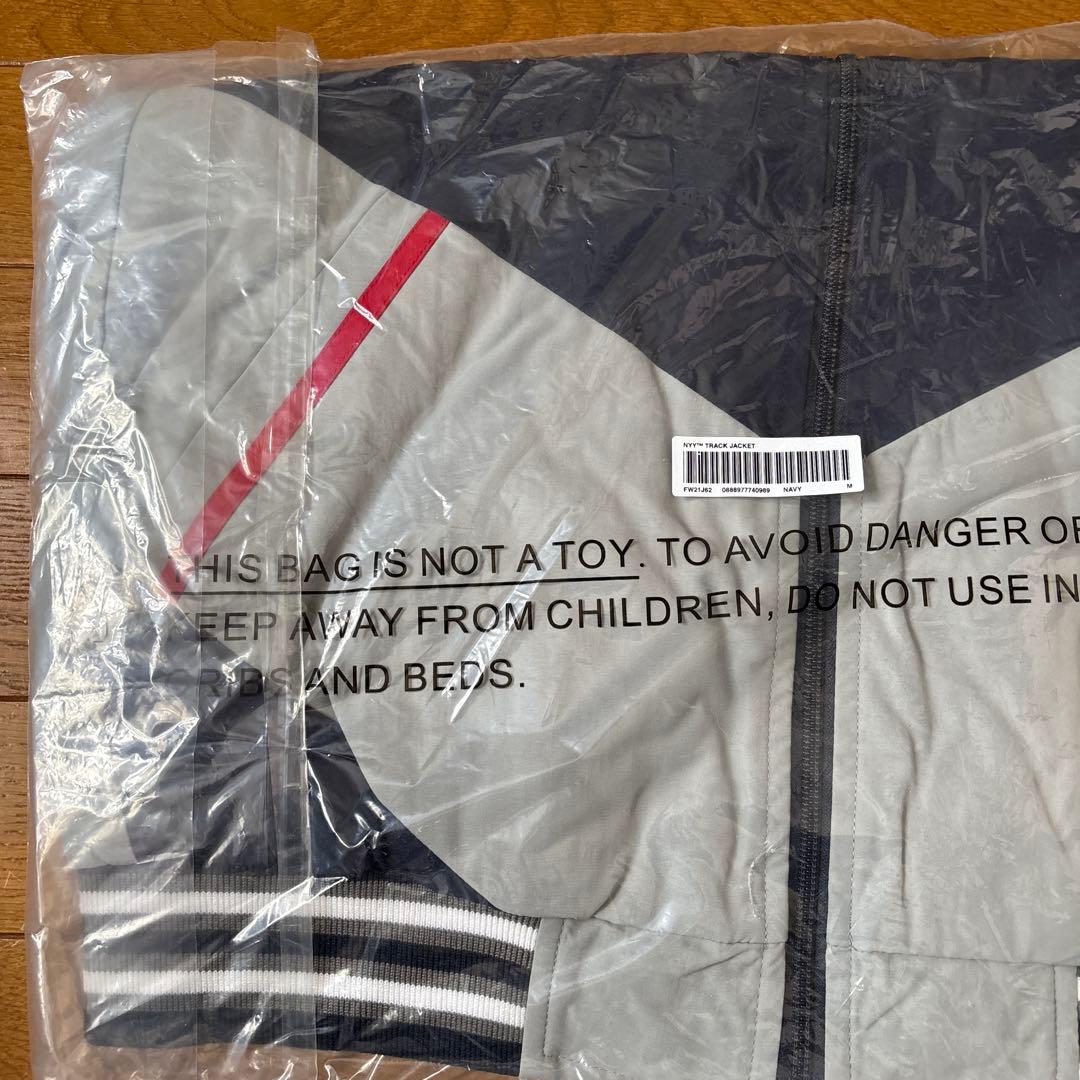 NYY™ TRACK JACKET
FW21J62 0888977740989 NAVY M
THIS BAG IS NOT A TOY. TO AVOID DANGER OF
KEEP AWAY FROM CHILDREN, DO NOT USE IN
CRIBS AND BEDS.